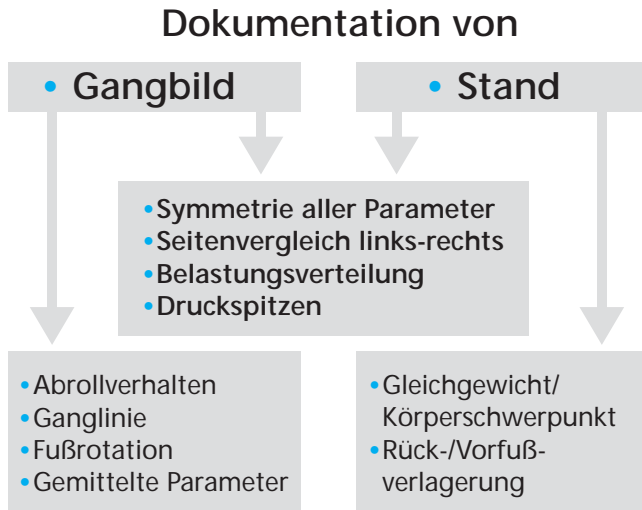 Dokumentation von
• Gangbild
• Stand
• Symmetrie aller Parameter
• Seitenvergleich links-rechts
• Belastungsverteilung
• Druckspitzen
• Abrollverhalten
• Ganglinie
• Fußrotation
• Gemittelte Parameter
• Gleichgewicht/
Körperschwerpunkt
• Rück-/Vorfuß-
verlagerung